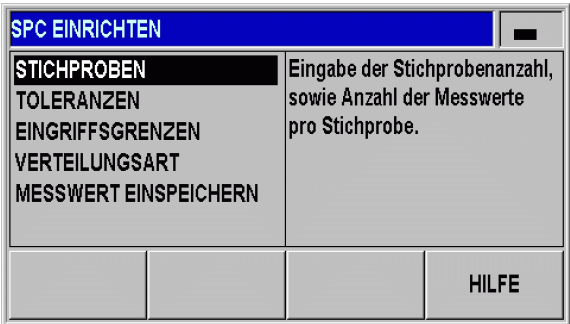 SPC EINRICHTEN
STICHPROBEN
TOLERANZEN
EINGRIFFSGRENZEN
VERTEILUNGSART
MESSWERT EINSPEICHERN
Eingabe der Stichprobenanzahl,
sowie Anzahl der Messwerte
pro Stichprobe.
HILFE